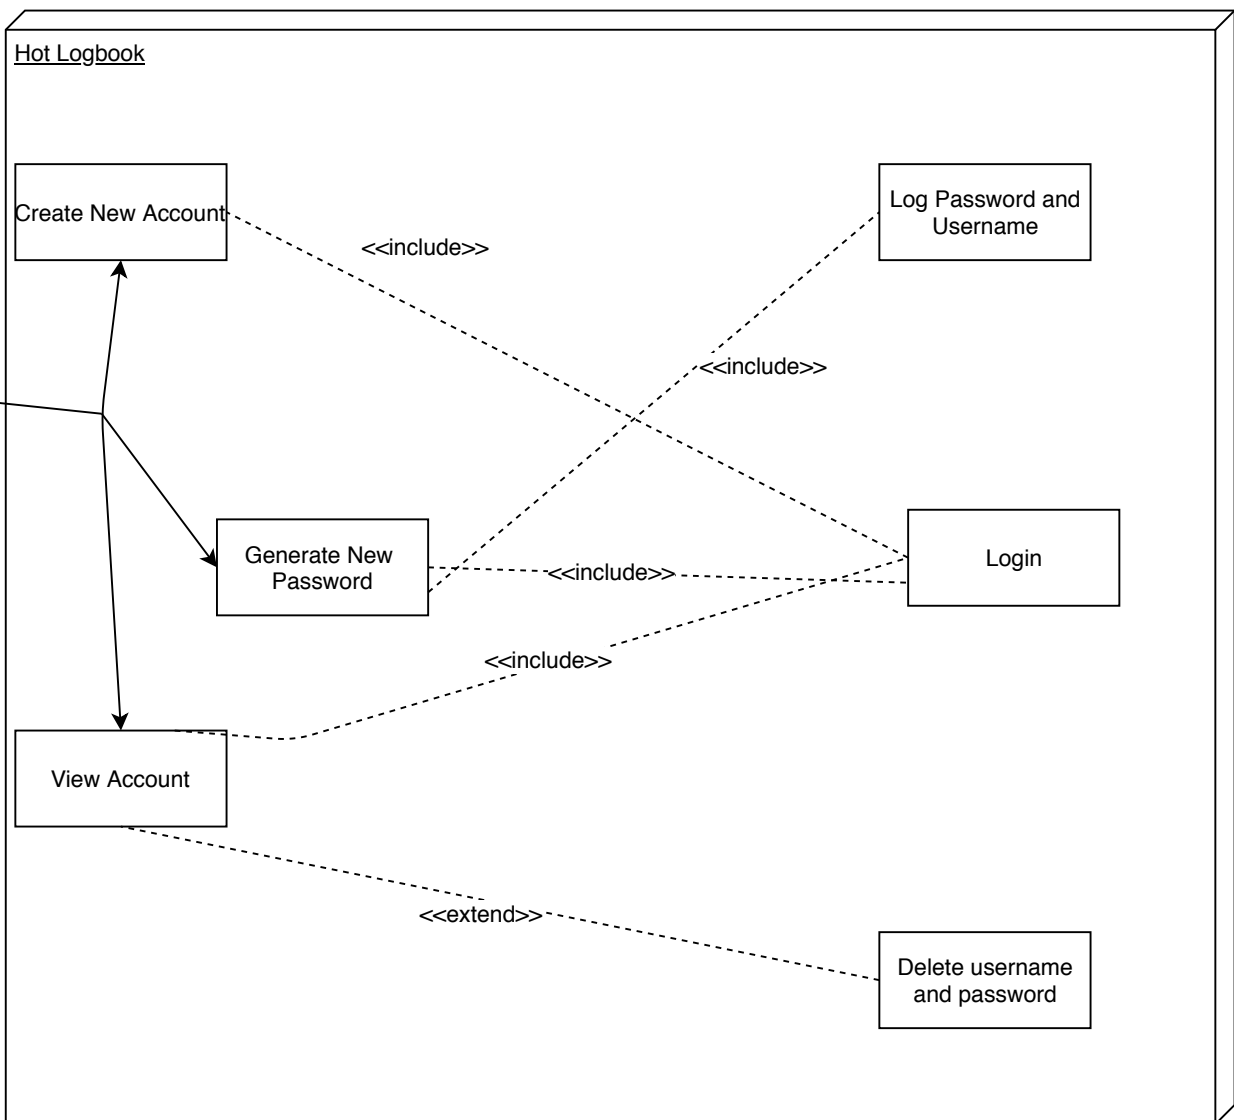 Hot Logbook
Create New Account
Log Password and
Username
<<include>>
<<include>>
Generate New
Password
<<include>>
Login
<<include>>
View Account
<<extend>>
Delete username
and password